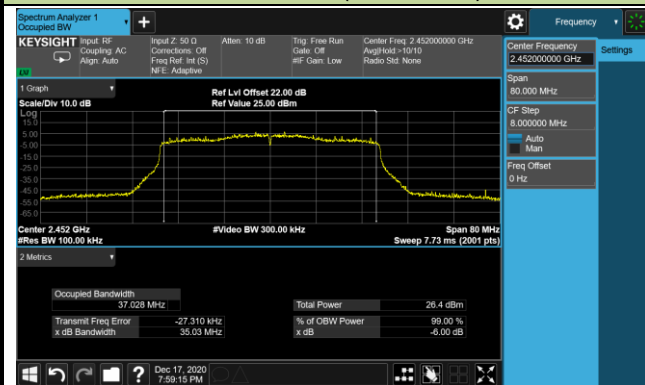 Spectrum Analyzer 1
Occupied BW
Frequency
KEYSIGHT
Input: RF
Coupling: AC
Align: Auto
Input Z: 50 Ω
Corrections: Off
Freq Ref: Int (S)
NFE: Adaptive
Atten: 10 dB
Trig: Free Run
Gate: Off
#IF Gain: Low
Center Freq: 2.452000000 GHz
Avg|Hold:>10/10
Radio Std: None
LV
Center Frequency
2.452000000 GHz
Settings
Span
80.000 MHz
CF Step
8.000000 MHz
Auto
Man
Freq Offset
0 Hz
1 Graph
Scale/Div 10.0 dB
Ref Lvl Offset 22.00 dB
Ref Value 25.00 dBm
Log
15.0
5.00
-5.00
-15.0
-25.0
-35.0
-45.0
-55.0
-65.0
Center 2.452 GHz
#Video BW 300.00 kHz
Span 80 MHz
#Res BW 100.00 kHz
Sweep 7.73 ms (2001 pts)
2 Metrics
Occupied Bandwidth
37.028 MHz
Total Power 26.4 dBm
Transmit Freq Error -27.310 kHz
% of OBW Power 99.00 %
x dB Bandwidth 35.03 MHz
x dB -6.00 dB
Dec 17, 2020
7:59:15 PM